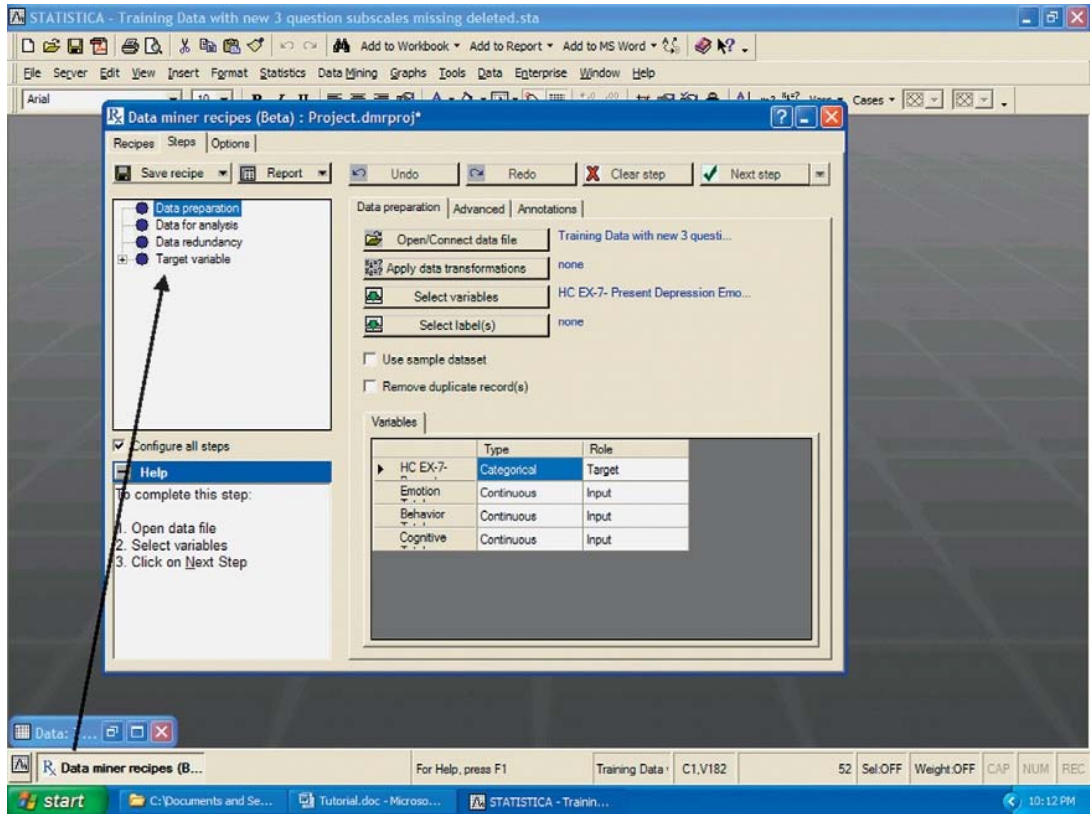 STATISTICA - Training Data with new 3 question subscales missing deleted.sta
Add to Workbook Add to Report Add to MS Word
File Server Edit View Insert Format Statistics Data Mining Graphs Tools Data Enterprise Window Help
Arial 10 Cases
Data miner recipes (Beta) : Project.dmrproj*
Recipes Steps Options
Save recipe Report Undo Redo Clear step Next step
Data preparation
Data for analysis
Data redundancy
Target variable
Configure all steps
Help
To complete this step:
1. Open data file
2. Select variables
3. Click on Next Step
Data preparation Advanced Annotations
Open/Connect data file Training Data with new 3 questi...
Apply data transformations none
Select variables HC EX-7- Present Depression Emo...
Select label(s) none
Use sample dataset
Remove duplicate record(s)
Variables
Type Role
HC EX-7- Categorical Target
Emotion Continuous Input
Behavior Continuous Input
Cognitive Continuous Input
Data: ...
Data miner recipes (B... For Help, press F1 Training Data C1,V182 52 Sel:OFF Weight:OFF CAP NUM REC
start C:\Documents and Se... Tutorial.doc - Microso... STATISTICA - Trainin... 10:12 PM